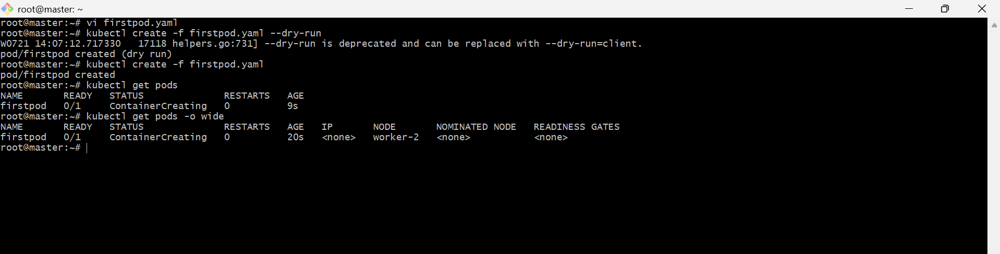 root@master: ~
root@master:~# vi firstpod.yaml
root@master:~# kubectl create -f firstpod.yaml --dry-run
W0721 14:07:12.717330   17118 helpers.go:731] --dry-run is deprecated and can be replaced with --dry-run=client.
pod/firstpod created (dry run)
root@master:~# kubectl create -f firstpod.yaml
pod/firstpod created
root@master:~# kubectl get pods
NAME       READY   STATUS              RESTARTS   AGE
firstpod   0/1     ContainerCreating   0          9s
root@master:~# kubectl get pods -o wide
NAME       READY   STATUS              RESTARTS   AGE   IP       NODE       NOMINATED NODE   READINESS GATES
firstpod   0/1     ContainerCreating   0          20s   <none>   worker-2   <none>           <none>
root@master:~#